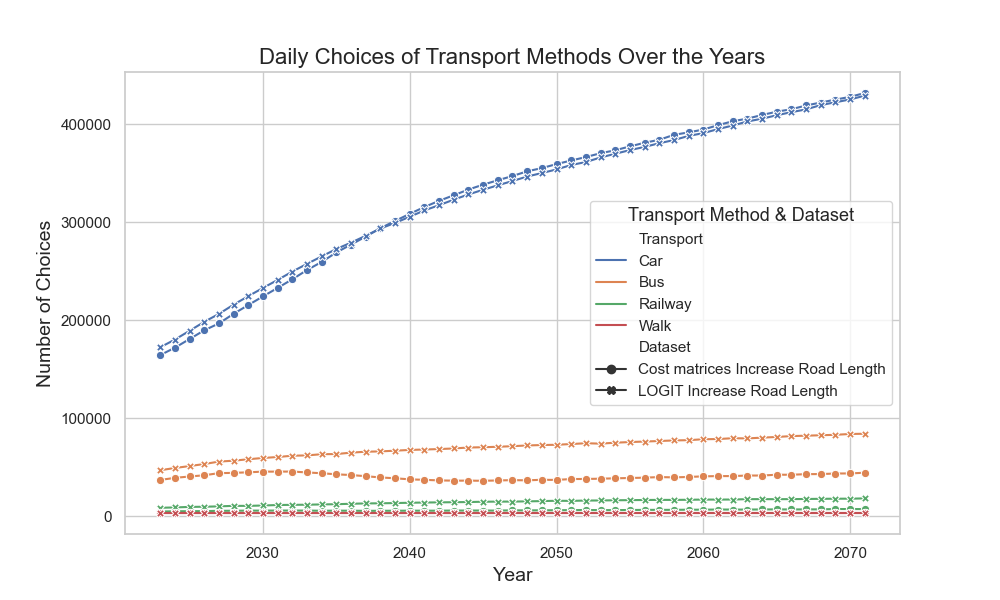 Daily Choices of Transport Methods Over the Years
Number of Choices
400000
300000
200000
100000
0
Transport Method & Dataset
Transport
Car
Bus
Railway
Walk
Dataset
Cost matrices Increase Road Length
LOGIT Increase Road Length
2030 2040 2050 2060 2070
Year